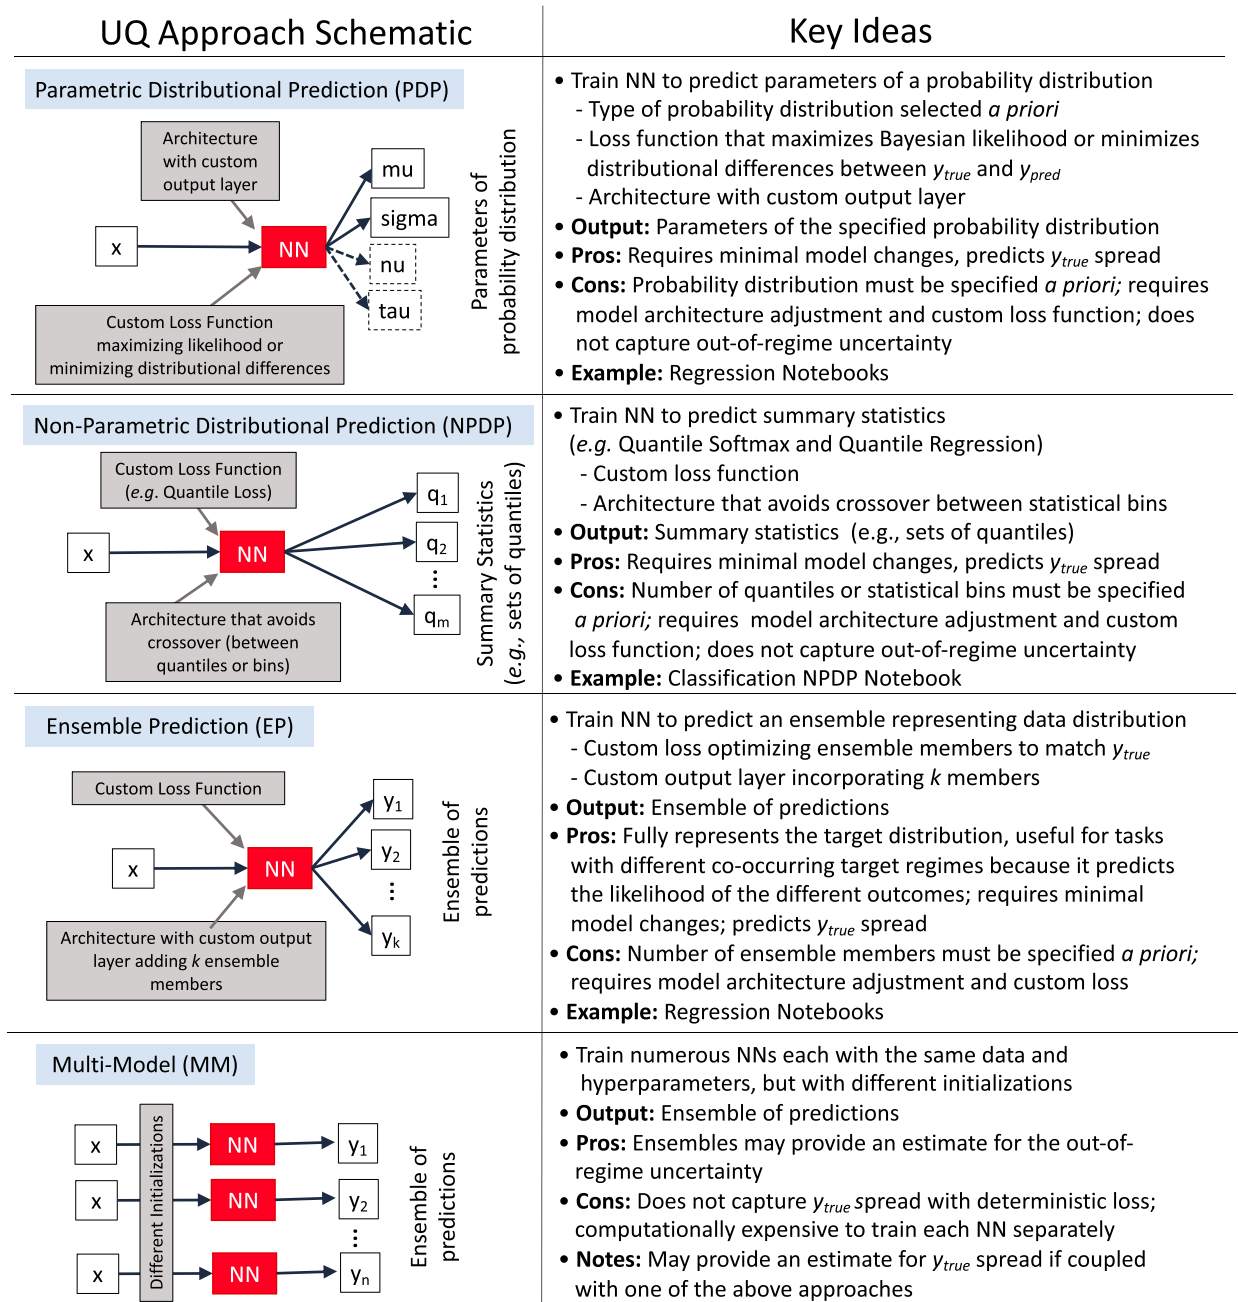 UQ Approach Schematic
Key Ideas
Parametric Distributional Prediction (PDP)
Architecture
with custom
output layer
x
NN
mu
sigma
nu
tau
Parameters of
probability distribution
Custom Loss Function
maximizing likelihood or
minimizing distributional differences
• Train NN to predict parameters of a probability distribution
- Type of probability distribution selected a priori
- Loss function that maximizes Bayesian likelihood or minimizes
distributional differences between y_true and y_pred
- Architecture with custom output layer
• Output: Parameters of the specified probability distribution
• Pros: Requires minimal model changes, predicts y_true spread
• Cons: Probability distribution must be specified a priori; requires
model architecture adjustment and custom loss function; does
not capture out-of-regime uncertainty
• Example: Regression Notebooks
Non-Parametric Distributional Prediction (NPDP)
Custom Loss Function
(e.g. Quantile Loss)
x
NN
q1
q2
...
qm
Summary Statistics
(e.g., sets of quantiles)
Architecture that avoids
crossover (between
quantiles or bins)
• Train NN to predict summary statistics
(e.g. Quantile Softmax and Quantile Regression)
- Custom loss function
- Architecture that avoids crossover between statistical bins
• Output: Summary statistics (e.g., sets of quantiles)
• Pros: Requires minimal model changes, predicts y_true spread
• Cons: Number of quantiles or statistical bins must be specified
a priori; requires model architecture adjustment and custom
loss function; does not capture out-of-regime uncertainty
• Example: Classification NPDP Notebook
Ensemble Prediction (EP)
Custom Loss Function
x
NN
y1
y2
...
yk
Ensemble of
predictions
Architecture with custom output
layer adding k ensemble
members
• Train NN to predict an ensemble representing data distribution
- Custom loss optimizing ensemble members to match y_true
- Custom output layer incorporating k members
• Output: Ensemble of predictions
• Pros: Fully represents the target distribution, useful for tasks
with different co-occurring target regimes because it predicts
the likelihood of the different outcomes; requires minimal
model changes; predicts y_true spread
• Cons: Number of ensemble members must be specified a priori;
requires model architecture adjustment and custom loss
• Example: Regression Notebooks
Multi-Model (MM)
Different Initializations
x
NN
y1
x
NN
y2
...
x
NN
yn
Ensemble of
predictions
• Train numerous NNs each with the same data and
hyperparameters, but with different initializations
• Output: Ensemble of predictions
• Pros: Ensembles may provide an estimate for the out-of-
regime uncertainty
• Cons: Does not capture y_true spread with deterministic loss;
computationally expensive to train each NN separately
• Notes: May provide an estimate for y_true spread if coupled
with one of the above approaches